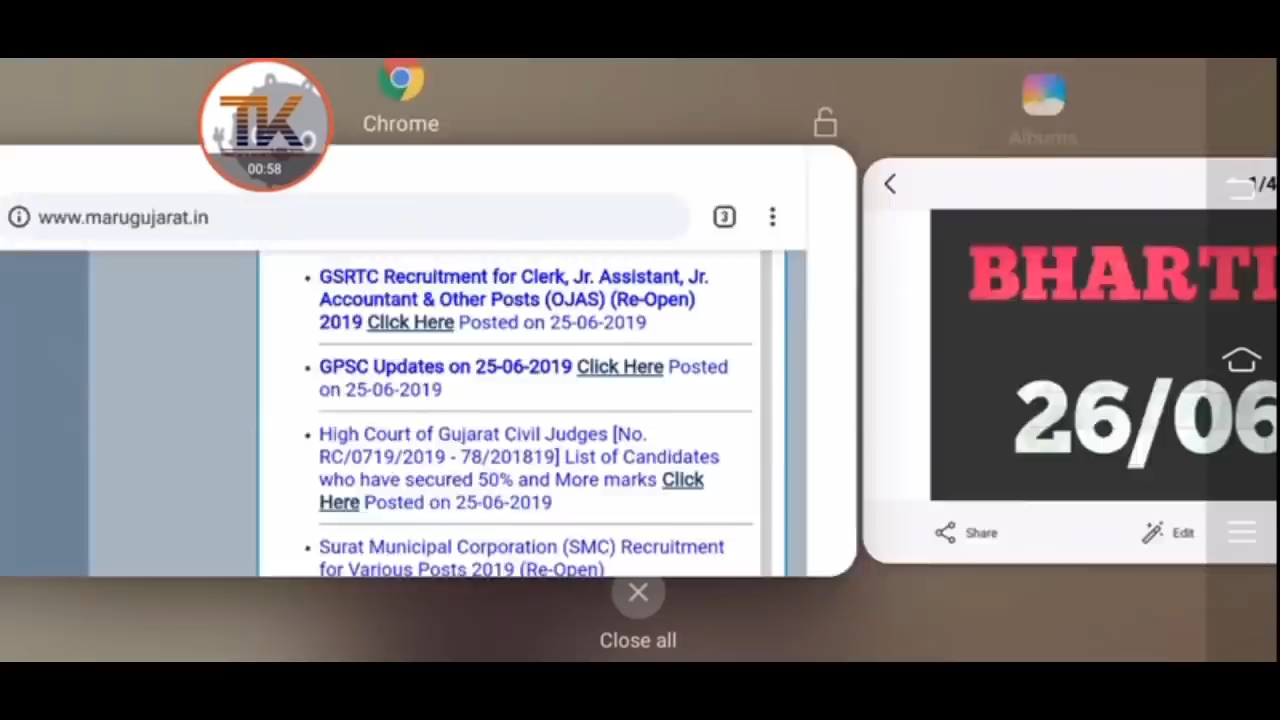 TK
00:58
Chrome
Albums
www.marugujarat.in
3
GSRTC Recruitment for Clerk, Jr. Assistant, Jr.
Accountant & Other Posts (OJAS) (Re-Open)
2019 Click Here Posted on 25-06-2019
GPSC Updates on 25-06-2019 Click Here Posted
on 25-06-2019
High Court of Gujarat Civil Judges [No.
RC/0719/2019 - 78/201819] List of Candidates
who have secured 50% and More marks Click
Here Posted on 25-06-2019
Surat Municipal Corporation (SMC) Recruitment
for Various Posts 2019 (Re-Open)
1/4
BHARTI
26/06
Share
Edit
Close all